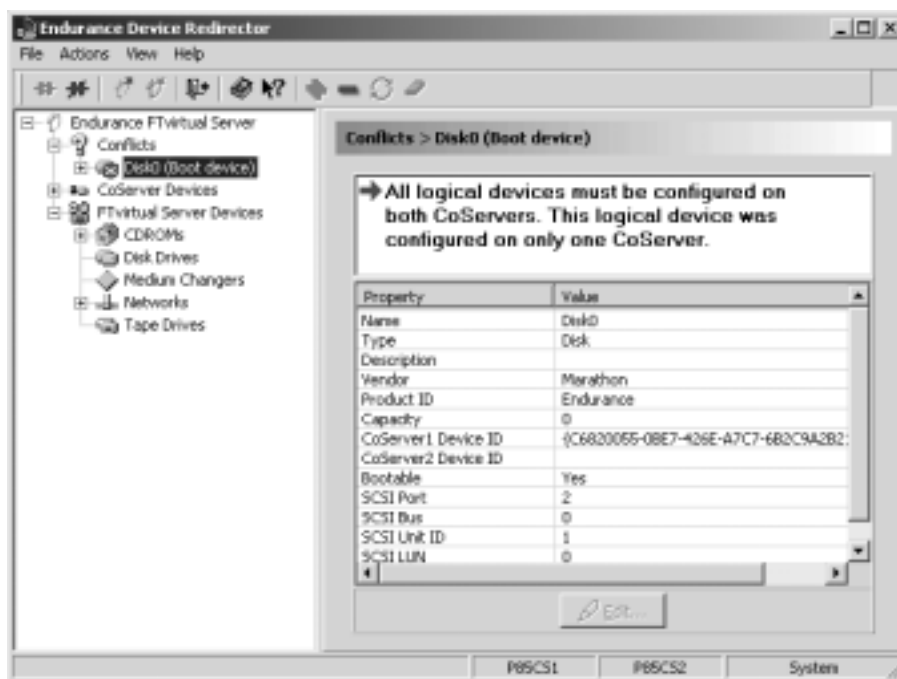 Endurance Device Redirector
File Actions View Help
Endurance FTvirtual Server
Conflicts
Disk0 (Boot device)
CoServer Devices
FTvirtual Server Devices
CDROMs
Disk Drives
Medium Changers
Networks
Tape Drives
Conflicts > Disk0 (Boot device)
All logical devices must be configured on
both CoServers. This logical device was
configured on only one CoServer.
Property Value
Name Disk0
Type Disk
Description
Vendor Marathon
Product ID Endurance
Capacity 0
CoServer1 Device ID {C6820055-0BE7-426E-A7C7-6B2C9A2B2
CoServer2 Device ID
Bootable Yes
SCSI Port 2
SCSI Bus 0
SCSI Unit ID 1
SCSI LUN 0
Edit...
P85CS1 P85CS2 System